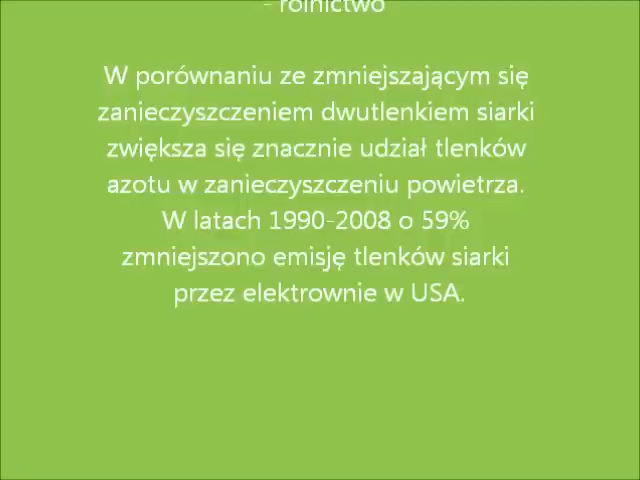 - rolnictwo
W porównaniu ze zmniejszającym się
zanieczyszczeniem dwutlenkiem siarki
zwiększa się znacznie udział tlenków
azotu w zanieczyszczeniu powietrza.
W latach 1990-2008 o 59%
zmniejszono emisję tlenków siarki
przez elektrownie w USA.